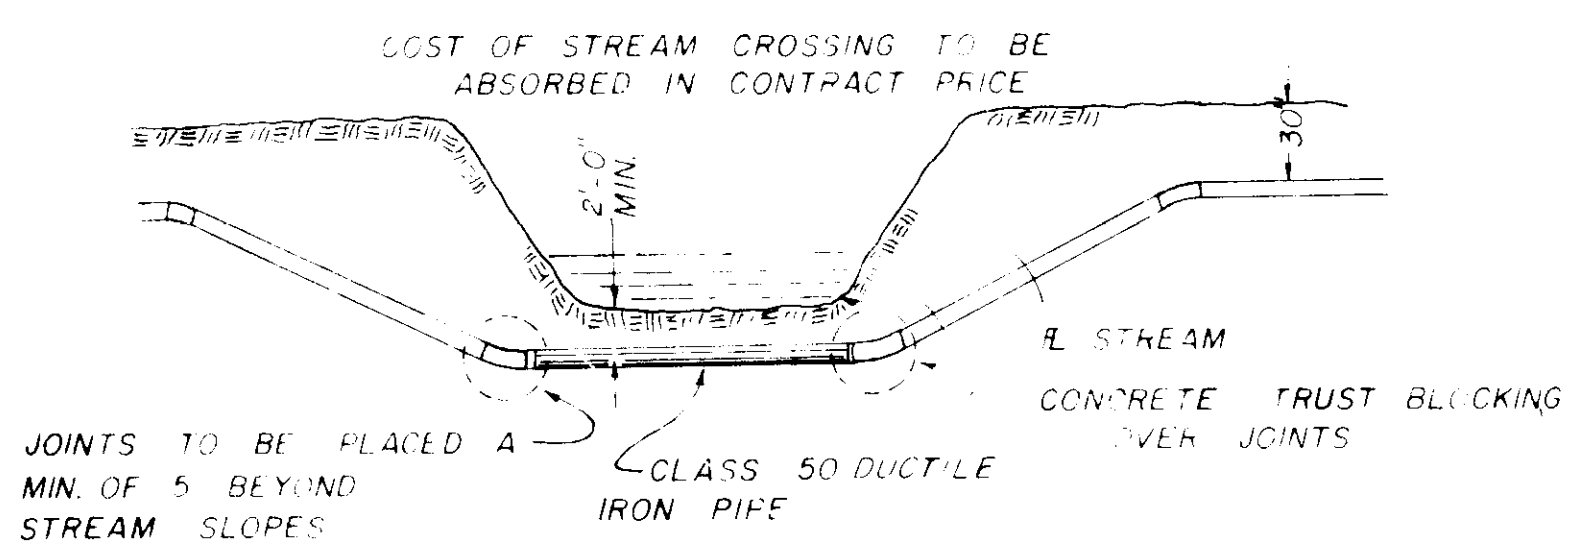 COST OF STREAM CROSSING TO BE
ABSORBED IN CONTRACT PRICE
2'-0"
MIN.
30"
℄ STREAM
CONCRETE TRUST BLOCKING
OVER JOINTS
JOINTS TO BE PLACED A
MIN. OF 5 BEYOND
STREAM SLOPES
CLASS 50 DUCTILE
IRON PIPE